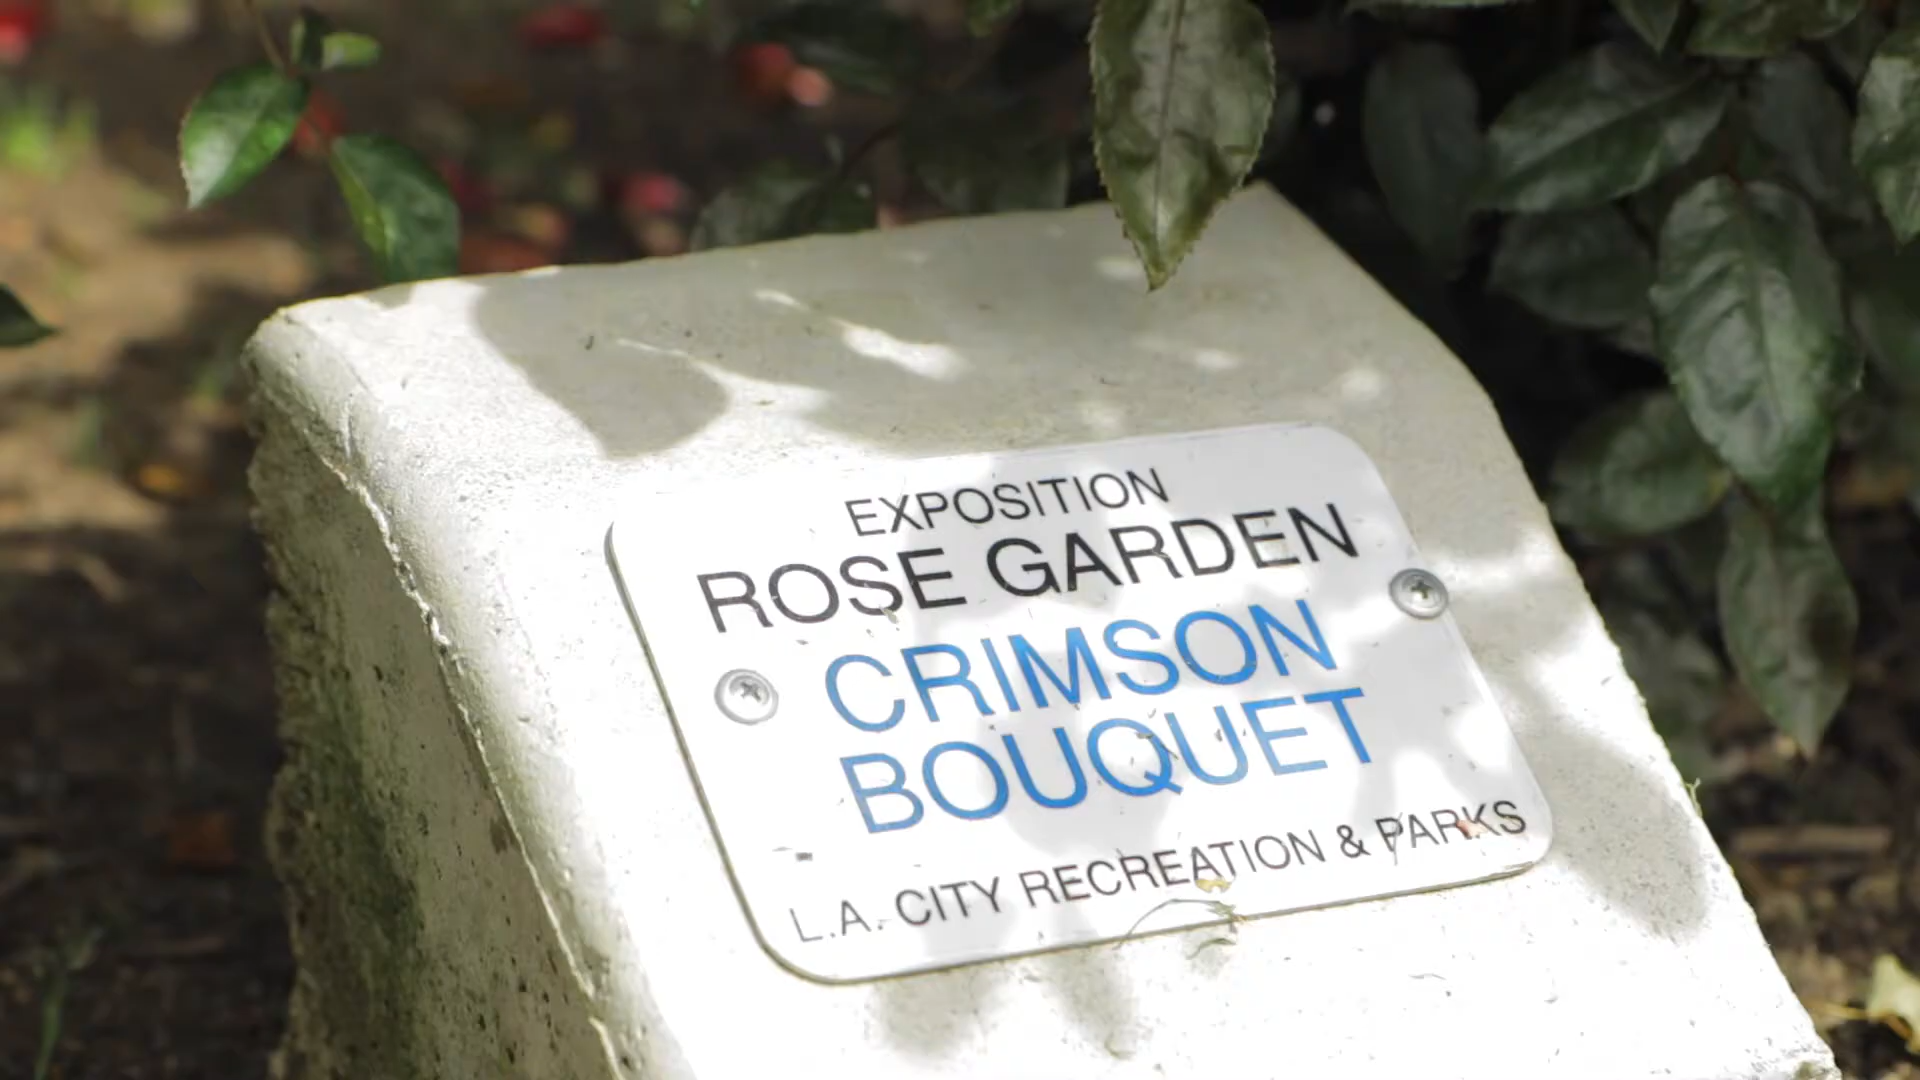 EXPOSITION
ROSE GARDEN
CRIMSON
BOUQUET
L.A. CITY RECREATION & PARKS